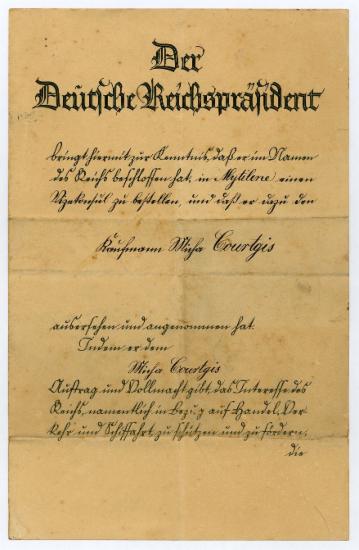 Der
Deutsche Reichspräsident
bringt hiermit zur Kenntnis, daß er im Namen
des Reichs beschlossen hat, in Mytilene einen
Vizekonsul zu bestellen, und daß er dazu den
Kaufmann Micha Courtgis
ausersehen und angenommen hat.
Indem er dem
Micha Courtgis
Auftrag und Vollmacht gibt, das Interesse des
Reichs, namentlich in Bezug auf Handel, Ver-
kehr und Schiffahrt, zu schützen und zu fördern,
die